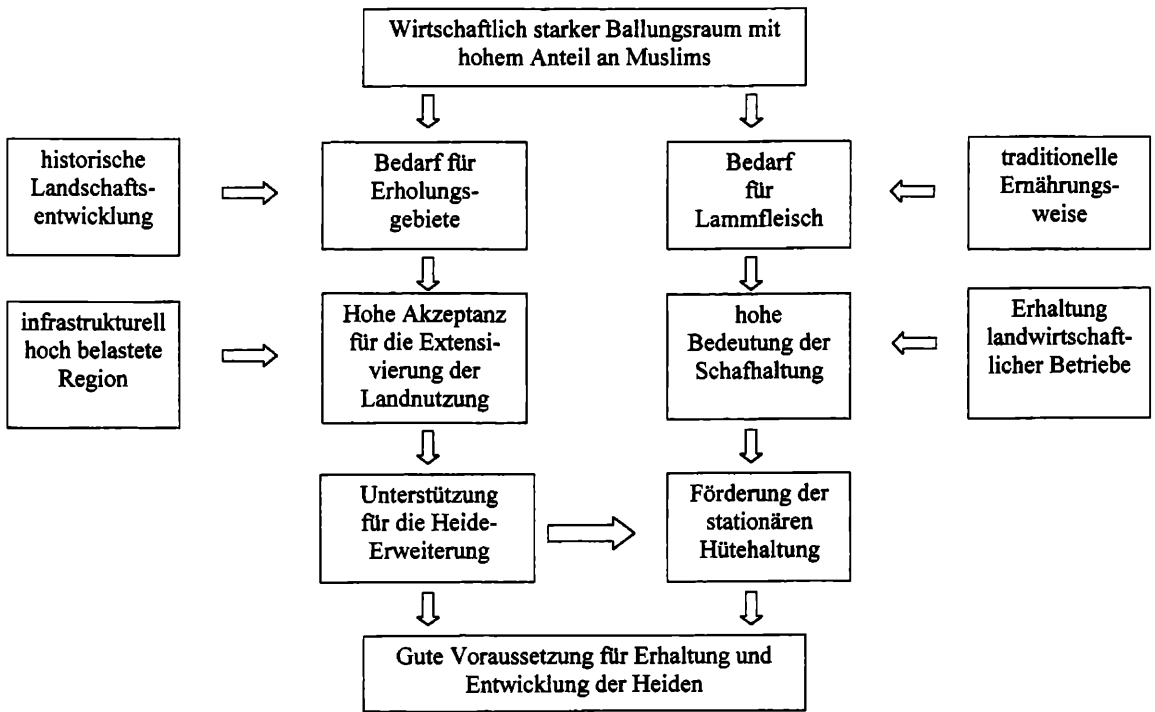 Wirtschaftlich starker Ballungsraum mit
hohem Anteil an Muslims
historische
Landschafts-
entwicklung
Bedarf für
Erholungs-
gebiete
Bedarf
für
Lammfleisch
traditionelle
Ernährungs-
weise
infrastrukturell
hoch belastete
Region
Hohe Akzeptanz
für die Extensi-
vierung der
Landnutzung
hohe
Bedeutung der
Schafhaltung
Erhaltung
landwirtschaft-
licher Betriebe
Unterstützung
für die Heide-
Erweiterung
Förderung der
stationären
Hütehaltung
Gute Voraussetzung für Erhaltung und
Entwicklung der Heiden